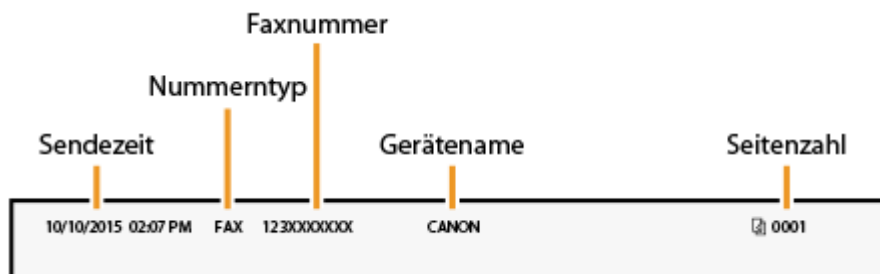 Faxnummer
Nummerntyp
Sendezeit Gerätename Seitenzahl
10/10/2015 02:07 PM FAX 123XXXXXXX CANON 0001